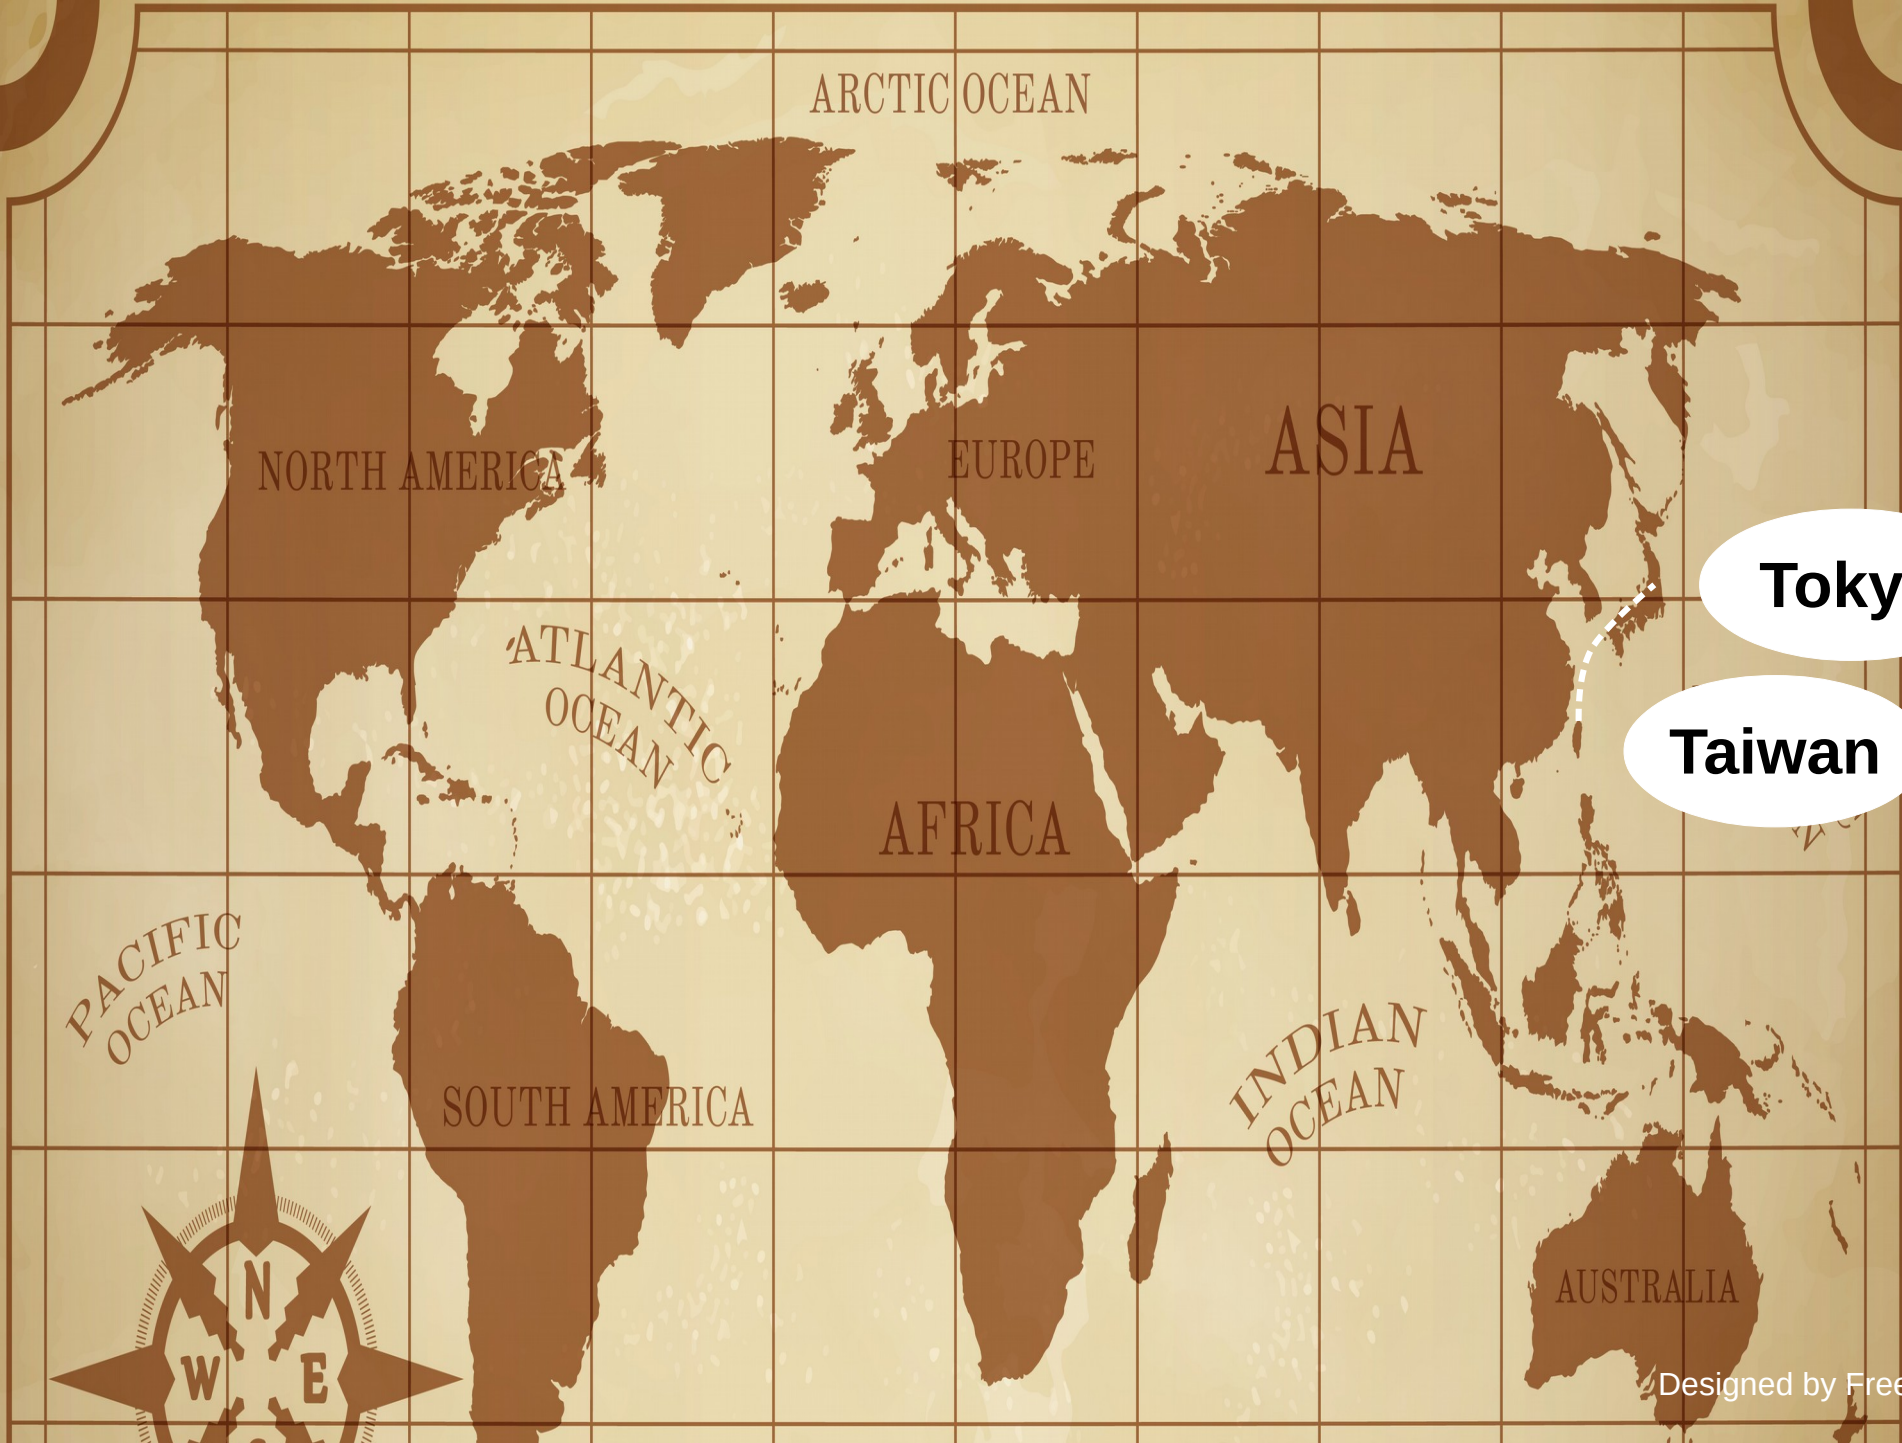 ARCTIC OCEAN
NORTH AMERICA
EUROPE
ASIA
Toky
ATLANTIC
OCEAN
Taiwan
AFRICA
PACIFIC
OCEAN
INDIAN
OCEAN
SOUTH AMERICA
N
W
E
AUSTRALIA
Designed by Free